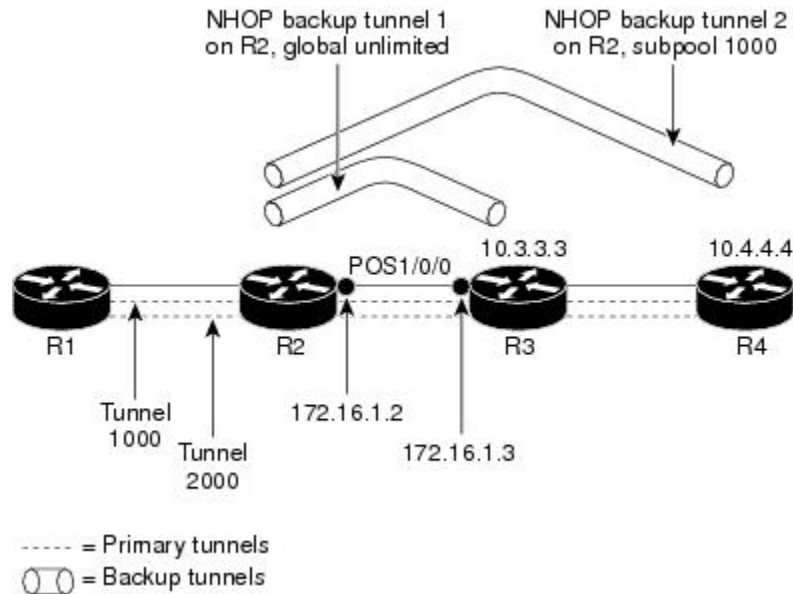 NHOP backup tunnel 1
on R2, global unlimited
NHOP backup tunnel 2
on R2, subpool 1000
10.3.3.3
10.4.4.4
POS1/0/0
R1
R2
R3
R4
Tunnel
1000
Tunnel
2000
172.16.1.2
172.16.1.3
= Primary tunnels
= Backup tunnels